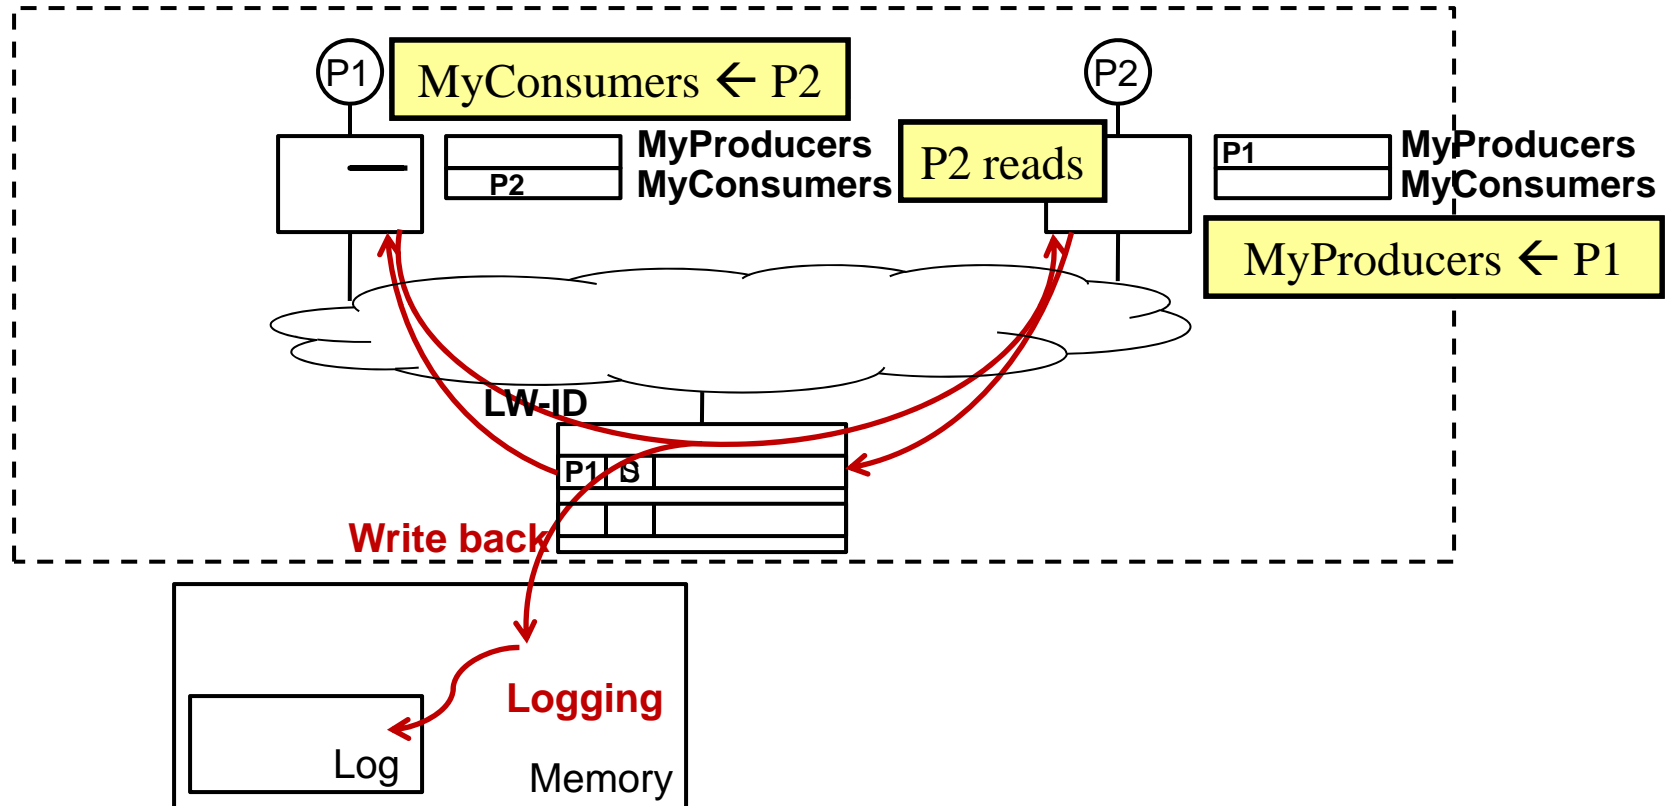 P1
MyConsumers ← P2
P2
MyProducers
P2
MyConsumers
P2 reads
P1
MyProducers
MyConsumers
MyProducers ← P1
LW-ID
P1
Write back
Logging
Log
Memory